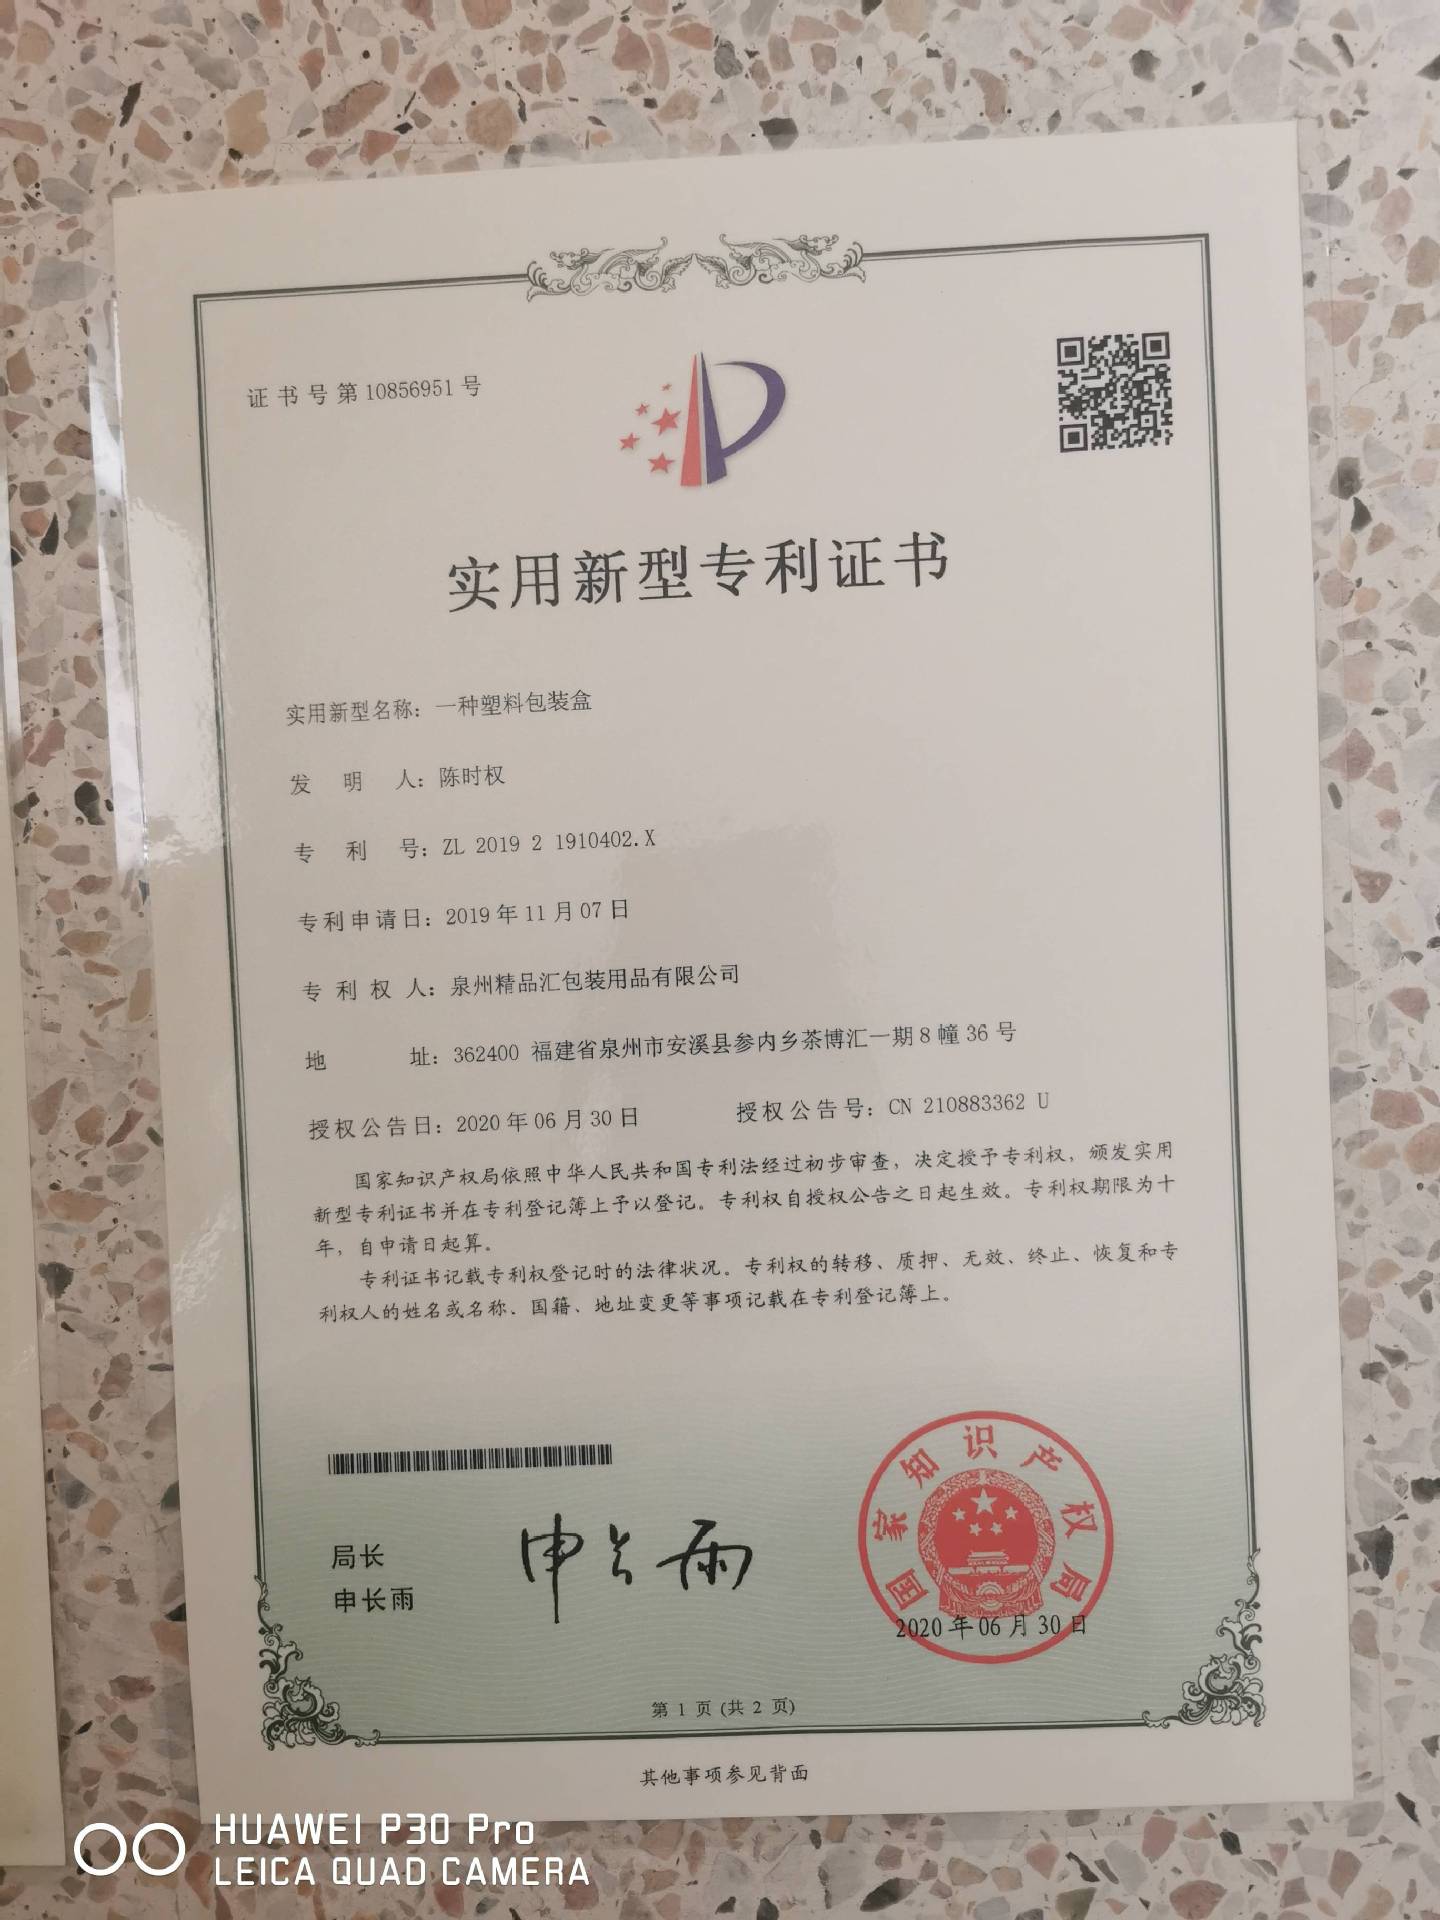 证书号第10856951号
实用新型专利证书
实用新型名称：一种塑料包装盒
发明人：陈时权
专利号：ZL 2019 2 1910402.X
专利申请日：2019年11月07日
专利权人：泉州精品汇包装用品有限公司
地址：362400 福建省泉州市安溪县参内乡茶博汇一期8幢36号
授权公告日：2020年06月30日 授权公告号：CN 210883362 U
国家知识产权局依照中华人民共和国专利法经过初步审查，决定授予专利权，颁发实用
新型专利证书并在专利登记簿上予以登记。专利权自授权公告之日起生效。专利权期限为十
年，自申请日起算。
专利证书记载专利权登记时的法律状况。专利权的转移、质押、无效、终止、恢复和专
利权人的姓名或名称、国籍、地址变更等事项记载在专利登记簿上。
局长
申长雨
申长雨
国家知识产权局
2020年06月30日
第 1 页 (共 2 页)
其他事项参见背面
HUAWEI P30 Pro
LEICA QUAD CAMERA